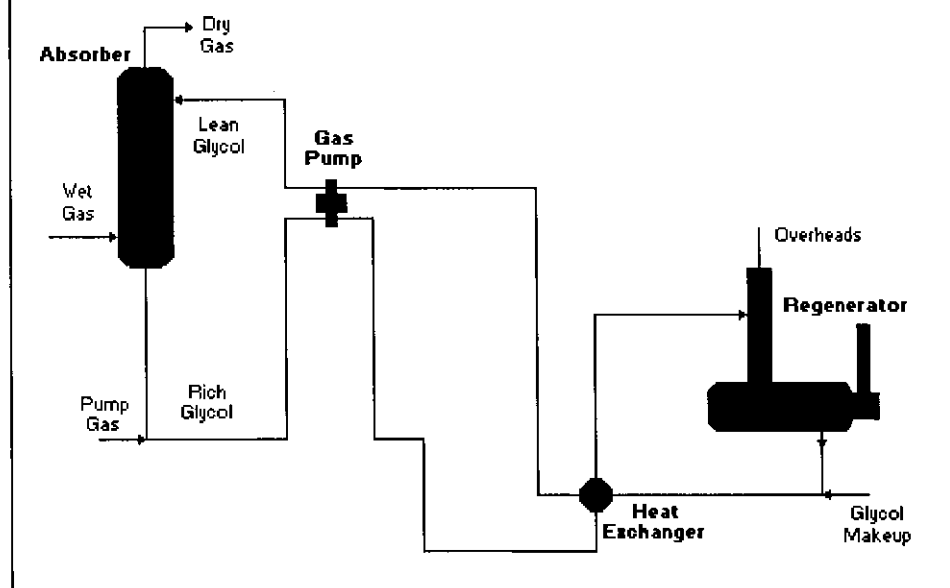 Dry
Gas
Absorber
Lean
Glycol
Gas
Pump
Wet
Gas
Overheads
Regenerator
Rich
Glycol
Pump
Gas
Heat
Exchanger
Glycol
Makeup